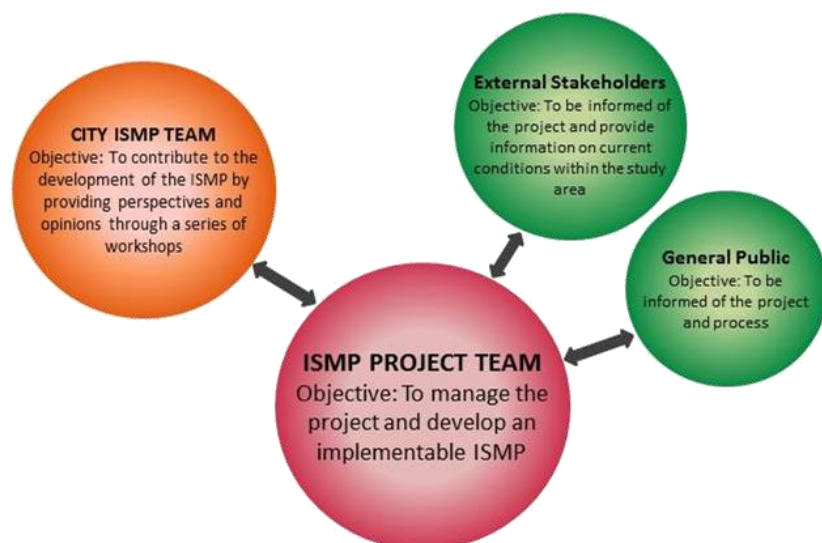 CITY ISMP TEAM
Objective: To contribute to the
development of the ISMP by
providing perspectives and
opinions through a series of
workshops
External Stakeholders
Objective: To be informed of
the project and provide
information on current
conditions within the study
area
General Public
Objective: To be
informed of the project
and process
ISMP PROJECT TEAM
Objective: To manage the
project and develop an
implementable ISMP